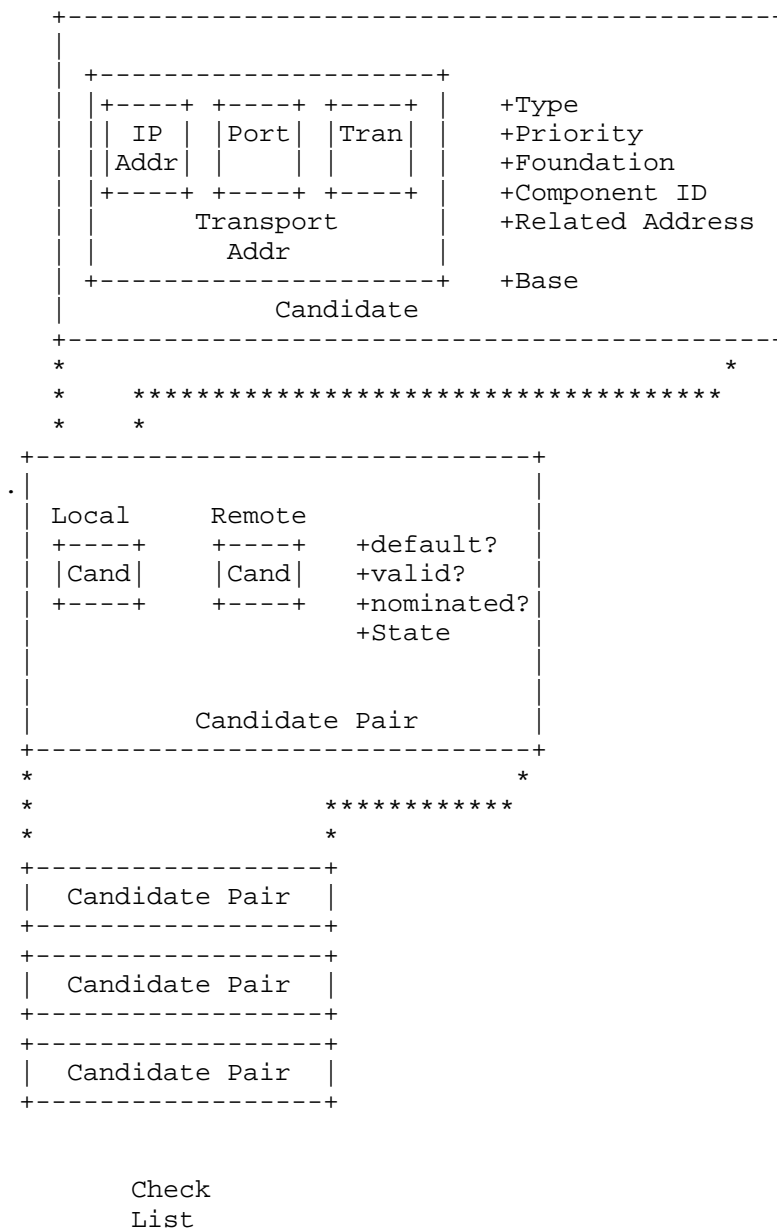 +Type
IP Port Tran +Priority
Addr +Foundation
+Component ID
Transport +Related Address
Addr
+Base
Candidate
Local Remote
+default?
Cand Cand +valid?
+nominated?
+State
Candidate Pair
Candidate Pair
Candidate Pair
Candidate Pair
Check
List